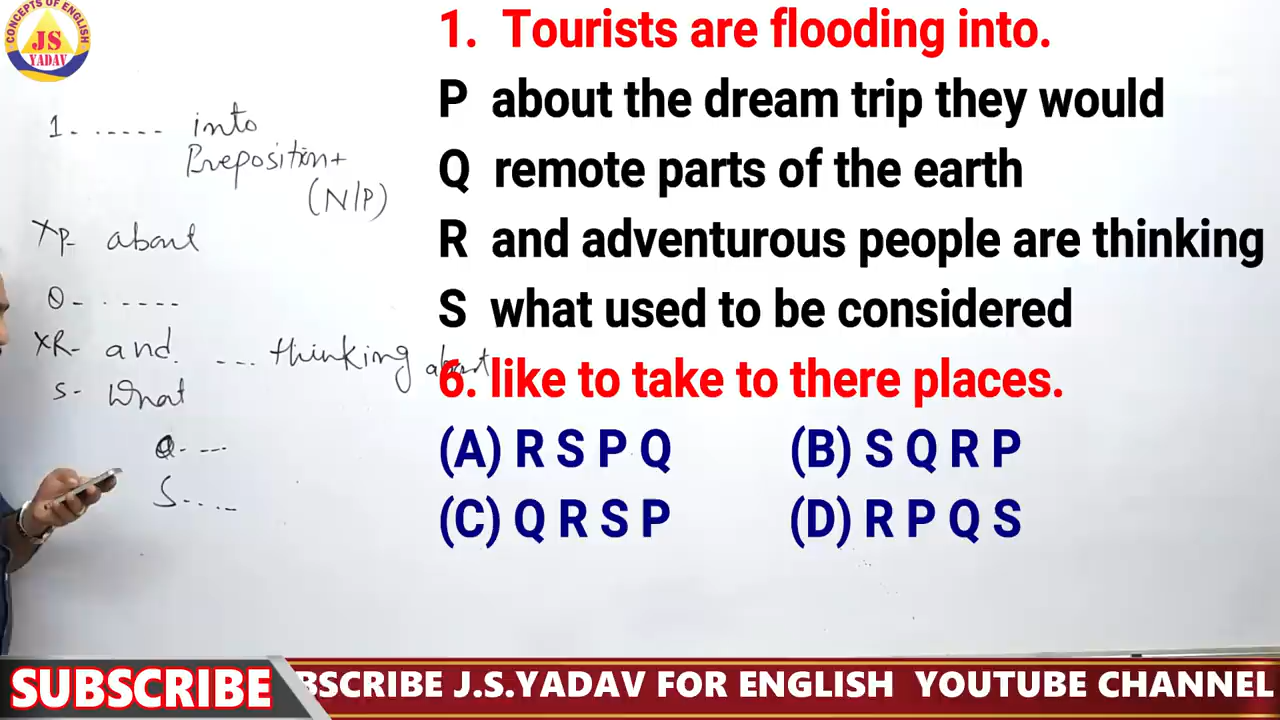 CONCEPTS OF ENGLISH
JS
YADAV
1. Tourists are flooding into.
P about the dream trip they would
Q remote parts of the earth
R and adventurous people are thinking
S what used to be considered
6. like to take to there places.
(A) R S P Q (B) S Q R P
(C) Q R S P (D) R P Q S
1- ...... into
Preposition+
(N/P)
XP- about
Q- ......
XR- and. ... thinking about
S- What
Q- ...
S....
SUBSCRIBE
BSCRIBE J.S.YADAV FOR ENGLISH YOUTUBE CHANNEL